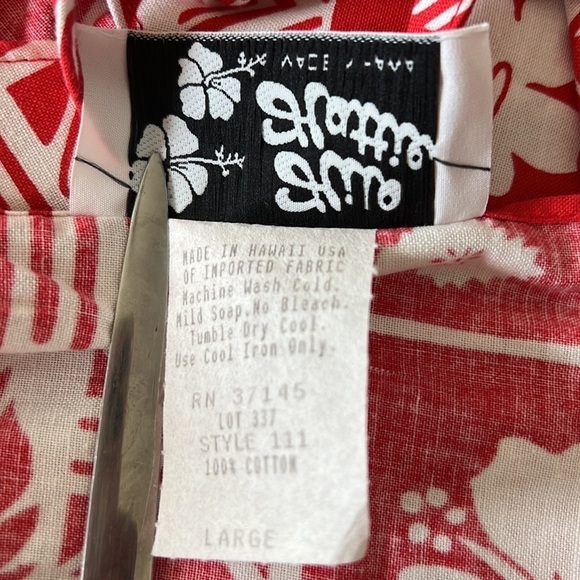 Hilo
Hattie
MADE IN HAWAII USA
OF IMPORTED FABRIC
Machine Wash Cold.
Mild Soap, No Bleach.
Tumble Dry Cool.
Use Cool Iron Only.
RN 37145
LOT 337
STYLE 111
100% COTTON
LARGE